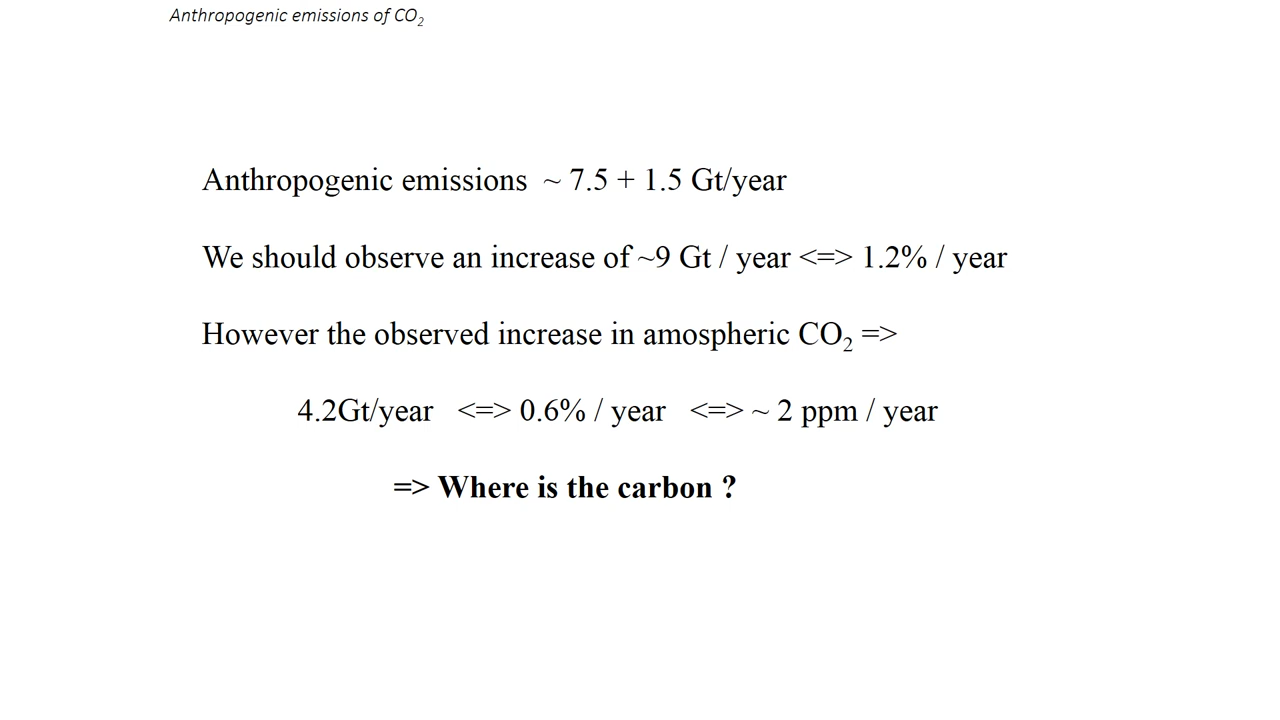 Anthropogenic emissions of CO₂
Anthropogenic emissions ~ 7.5 + 1.5 Gt/year
We should observe an increase of ~9 Gt / year <=> 1.2% / year
However the observed increase in amospheric CO₂ =>
4.2Gt/year <=> 0.6% / year <=> ~ 2 ppm / year
=> Where is the carbon ?